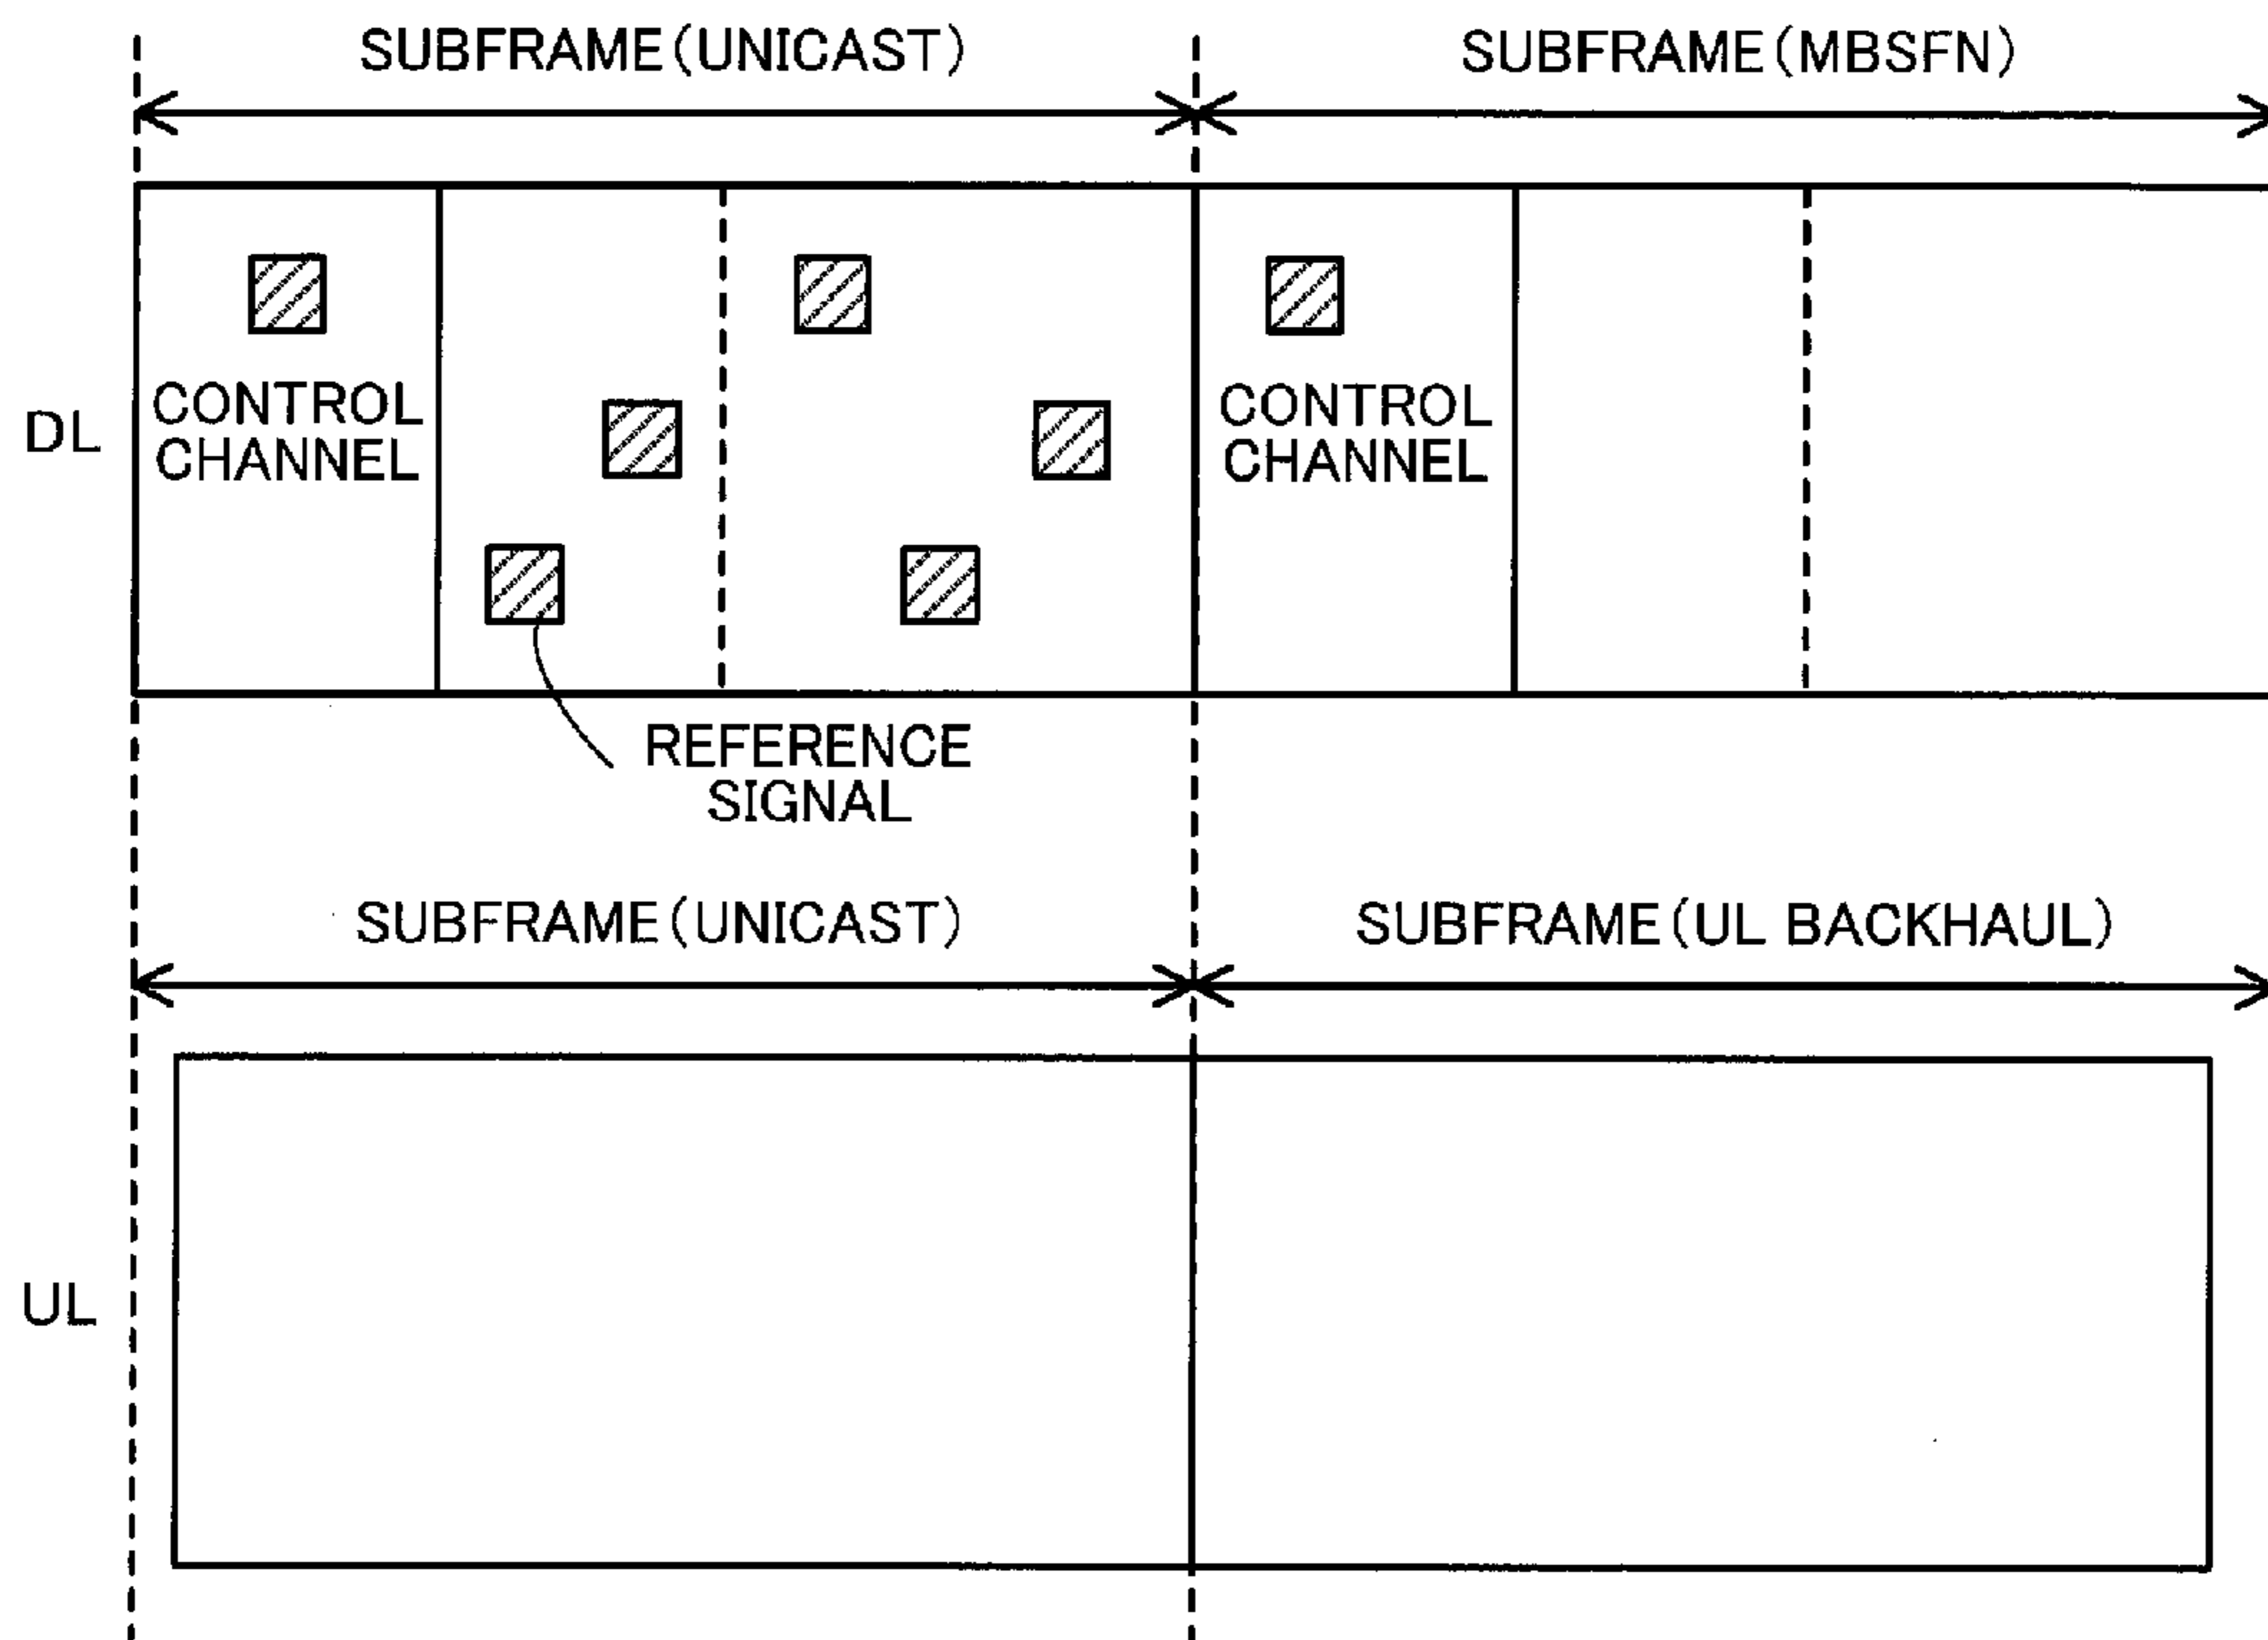 SUBFRAME(UNICAST)
SUBFRAME(MBSFN)
DL
CONTROL
CHANNEL
CONTROL
CHANNEL
REFERENCE
SIGNAL
SUBFRAME(UNICAST)
SUBFRAME(UL BACKHAUL)
UL